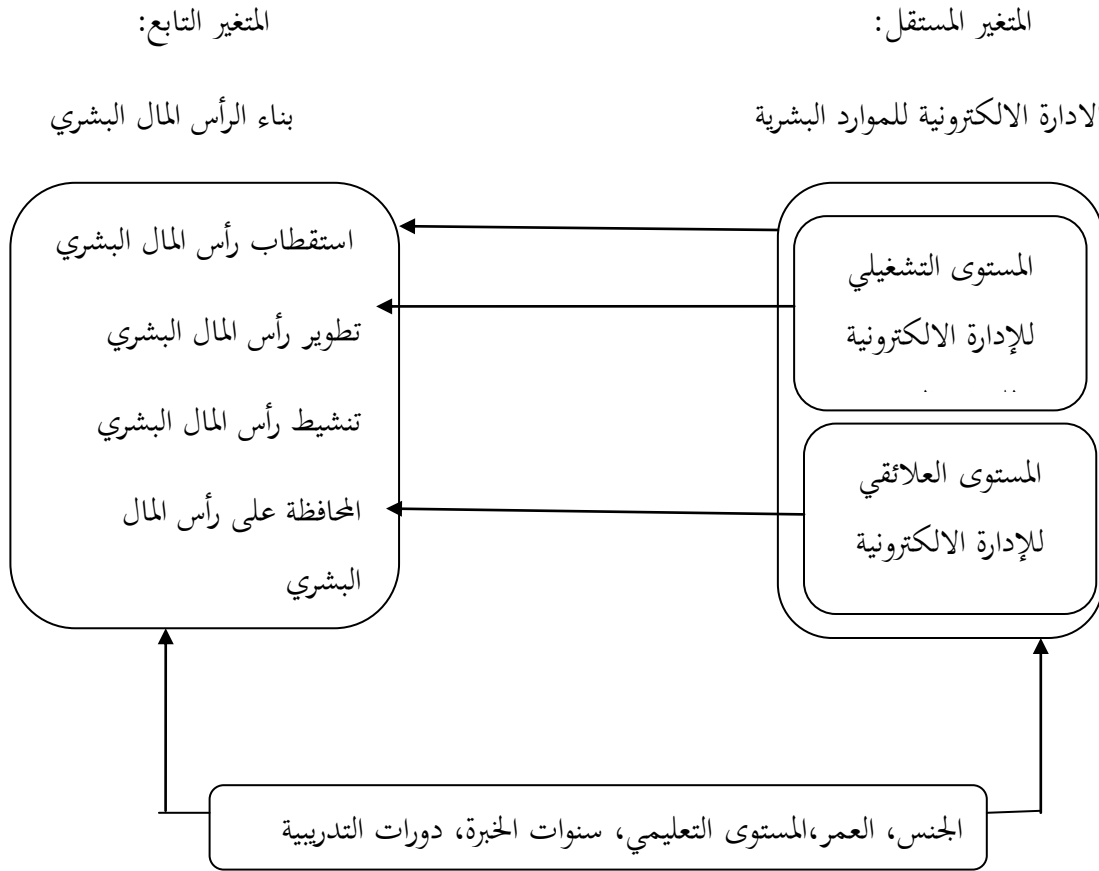 المتغير المستقل:
المتغير التابع:
الادارة الالكترونية للموارد البشرية
بناء الرأس المال البشري
المستوى التشغيلي
للإدارة الالكترونية
المستوى العلائقي
للإدارة الالكترونية
استقطاب رأس المال البشري
تطوير رأس المال البشري
تنشيط رأس المال البشري
المحافظة على رأس المال
البشري
الجنس، العمر،المستوى التعليمي، سنوات الخبرة، دورات التدريبية